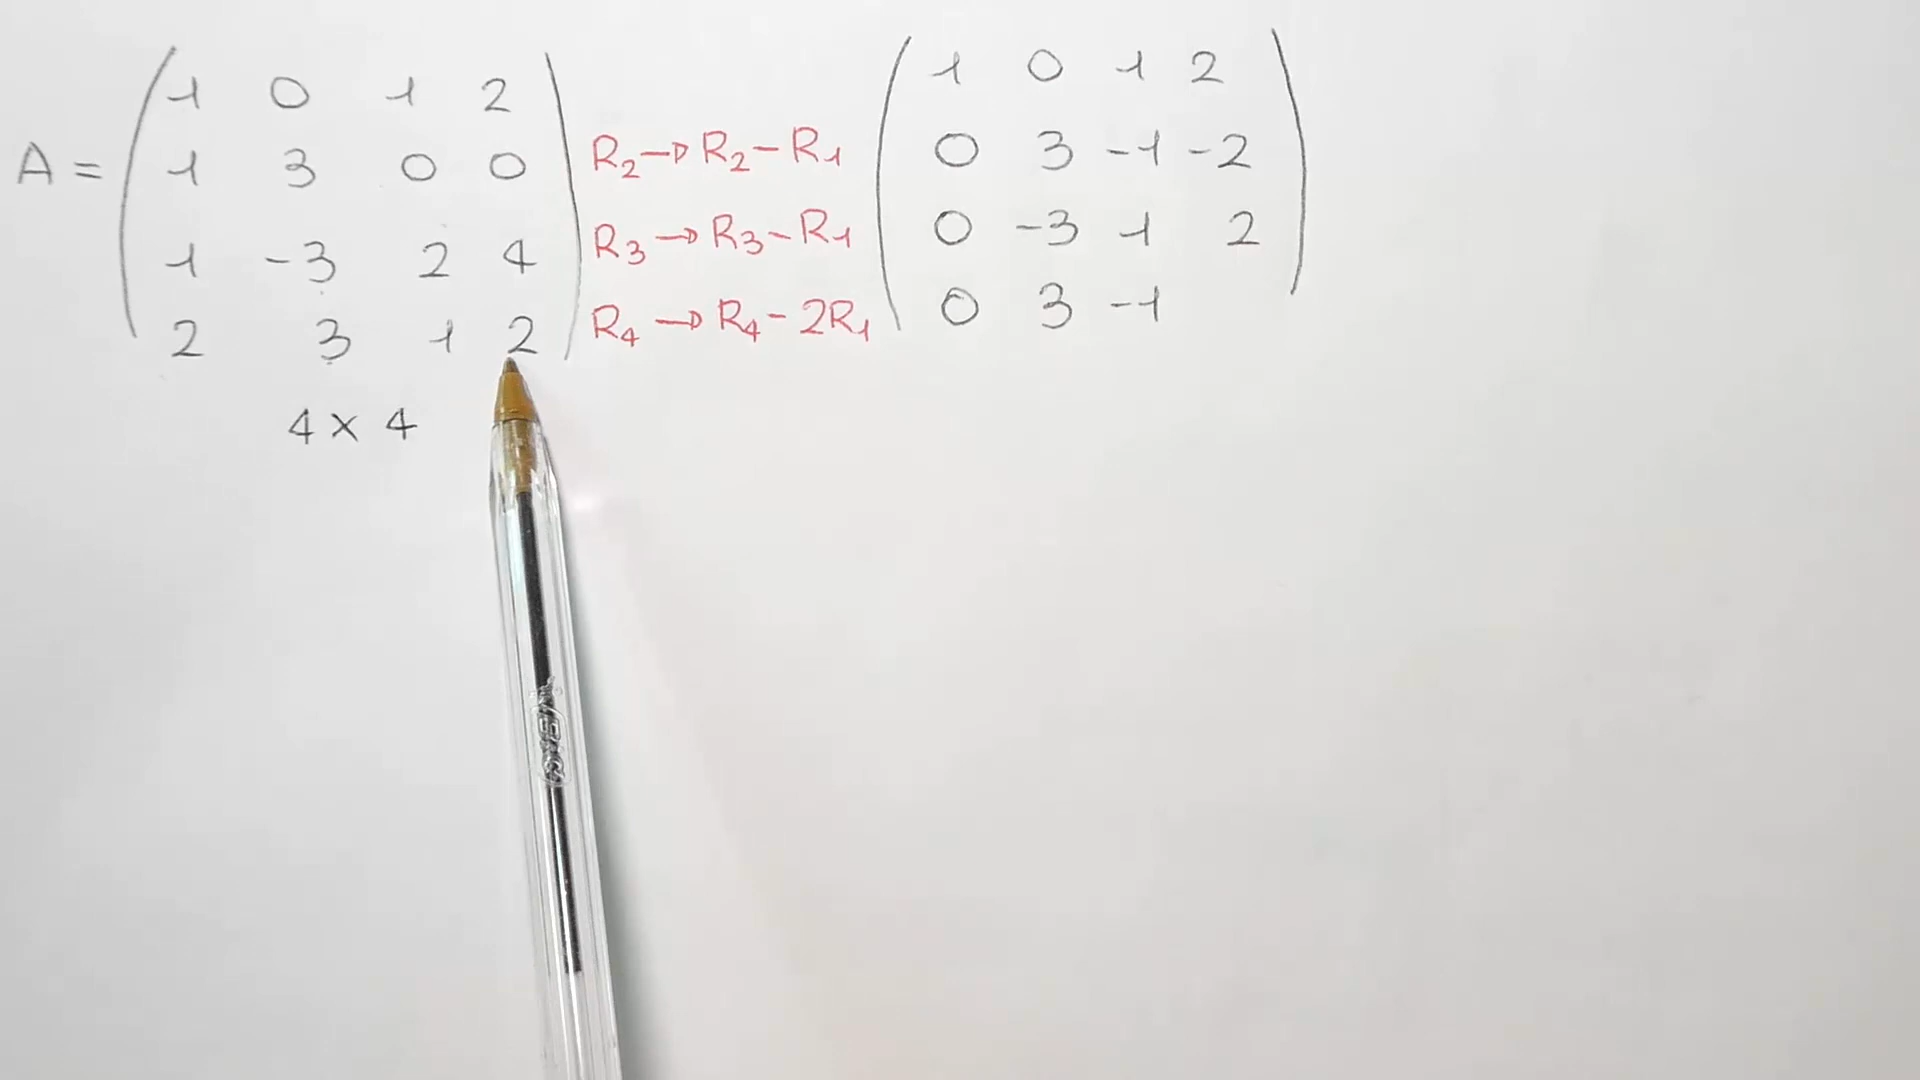 A = ( 1 0 1 2
1 3 0 0
1 -3 2 4
2 3 1 2 )
4 × 4
R2 → R2 - R1
R3 → R3 - R1
R4 → R4 - 2R1
( 1 0 1 2
0 3 -1 -2
0 -3 1 2
0 3 -1 )
BIC